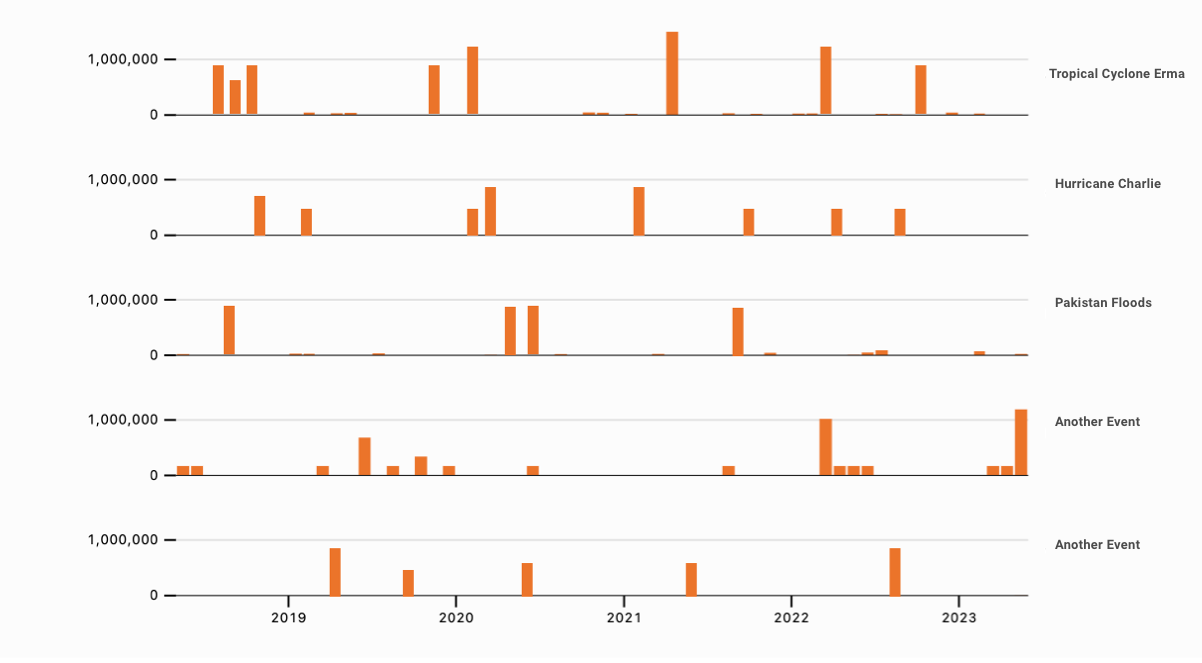 1,000,000
Tropical Cyclone Erma
0
1,000,000
Hurricane Charlie
0
1,000,000
Pakistan Floods
0
1,000,000
Another Event
0
1,000,000
Another Event
0
2019 2020 2021 2022 2023